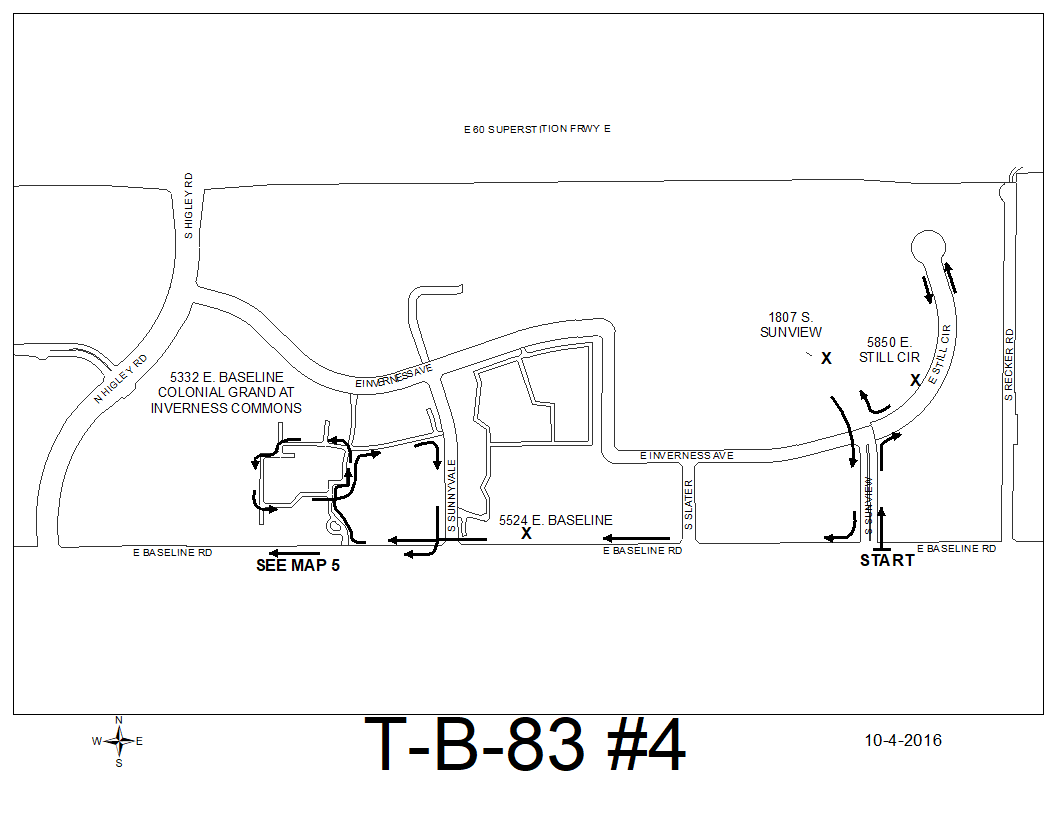 E 60 SUPERSTITION FRWY E
S HIGLEY RD
1807 S.
SUNVIEW
5850 E.
STILL CIR
X
X
E STILL CIR
S RECKER RD
N HIGLEY RD
E INVERNESS AVE
5332 E. BASELINE
COLONIAL GRAND AT
INVERNESS COMMONS
E INVERNESS AVE
S SUNNYVALE
S SLATER
S SUNVIEW
5524 E. BASELINE
X
E BASELINE RD
E BASELINE RD
E BASELINE RD
SEE MAP 5
START
N
W E
S
T-B-83 #4
10-4-2016